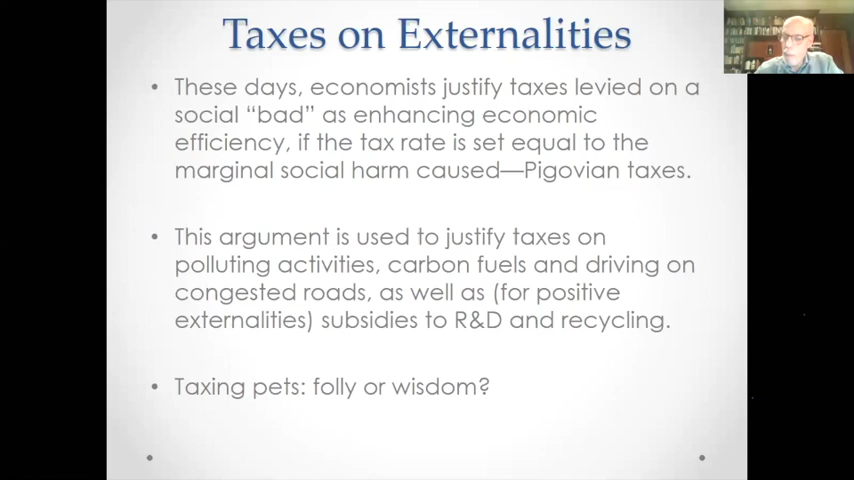 Taxes on Externalities
• These days, economists justify taxes levied on a
social “bad” as enhancing economic
efficiency, if the tax rate is set equal to the
marginal social harm caused—Pigovian taxes.
• This argument is used to justify taxes on
polluting activities, carbon fuels and driving on
congested roads, as well as (for positive
externalities) subsidies to R&D and recycling.
• Taxing pets: folly or wisdom?